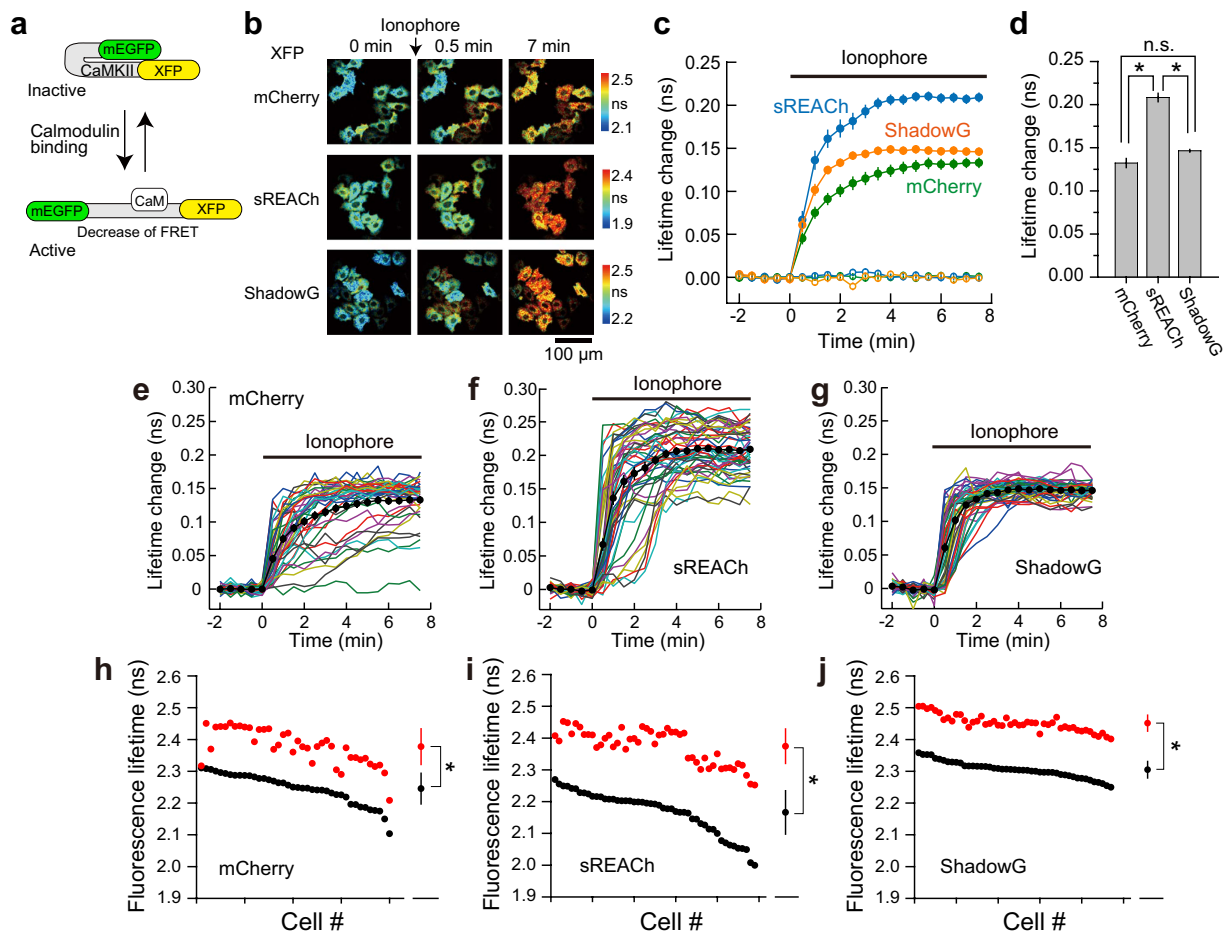 a
mEGFP
CaMKII
XFP
Inactive
Calmodulin
binding
mEGFP
CaM
XFP
Decrease of FRET
Active
b
Ionophore
XFP
0 min
0.5 min
7 min
mCherry
2.5
ns
2.1
sREACh
2.4
ns
1.9
ShadowG
2.5
ns
2.2
100 µm
c
Ionophore
sREACh
ShadowG
mCherry
Lifetime change (ns)
0.25
0.20
0.15
0.10
0.05
0.00
-2 0 2 4 6 8
Time (min)
d
n.s.
* *
Lifetime change (ns)
0.25
0.20
0.15
0.10
0.05
0.00
mCherry
sREACh
ShadowG
e
mCherry
Ionophore
Lifetime change (ns)
0.30
0.25
0.20
0.15
0.10
0.05
0
-2 0 2 4 6 8
Time (min)
f
Ionophore
sREACh
Lifetime change (ns)
0.30
0.25
0.20
0.15
0.10
0.05
0
-2 0 2 4 6 8
Time (min)
g
Ionophore
ShadowG
Lifetime change (ns)
0.30
0.25
0.20
0.15
0.10
0.05
0
-2 0 2 4 6 8
Time (min)
h
Fluorescence lifetime (ns)
2.6
2.5
2.4
2.3
2.2
2.1
2.0
1.9
*
mCherry
Cell #
i
Fluorescence lifetime (ns)
2.6
2.5
2.4
2.3
2.2
2.1
2.0
1.9
*
sREACh
Cell #
j
Fluorescence lifetime (ns)
2.6
2.5
2.4
2.3
2.2
2.1
2.0
1.9
*
ShadowG
Cell #